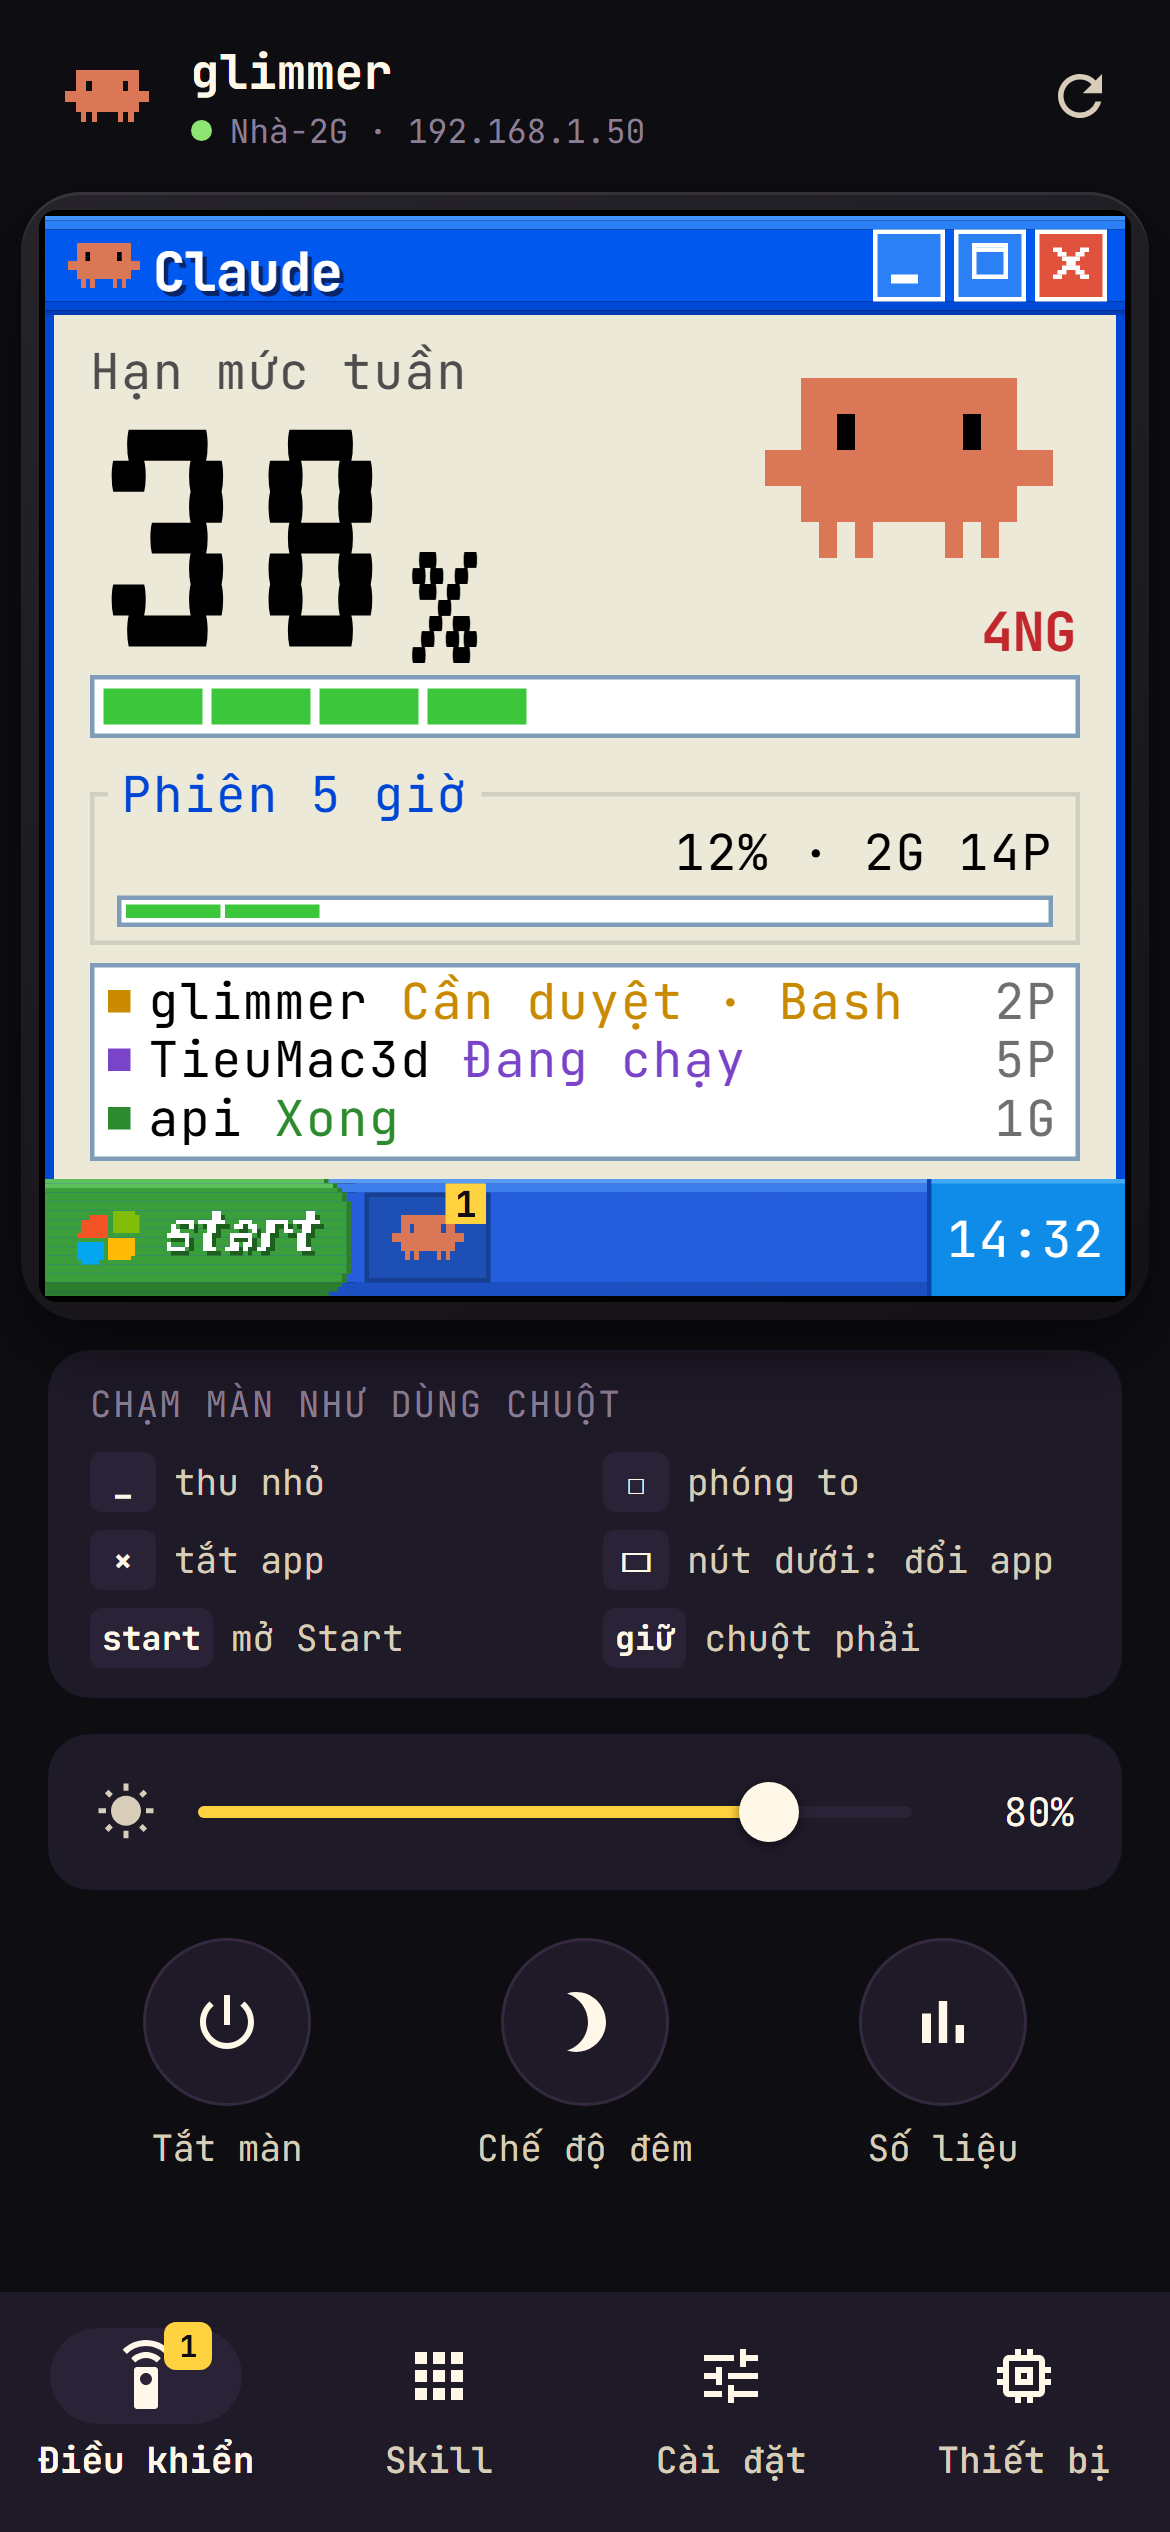 glimmer
Nhà-2G · 192.168.1.50
Claude
Hạn mức tuần
38%
4NG
Phiên 5 giờ
12% · 2G 14P
glimmer Cần duyệt · Bash 2P
TieuMac3d Đang chạy 5P
api Xong 1G
start
1
14:32
CHẠM MÀN NHƯ DÙNG CHUỘT
_ thu nhỏ
□ phóng to
× tắt app
▭ nút dưới: đổi app
start mở Start
giữ chuột phải
80%
Tắt màn
Chế độ đêm
Số liệu
1
Điều khiển
Skill
Cài đặt
Thiết bị